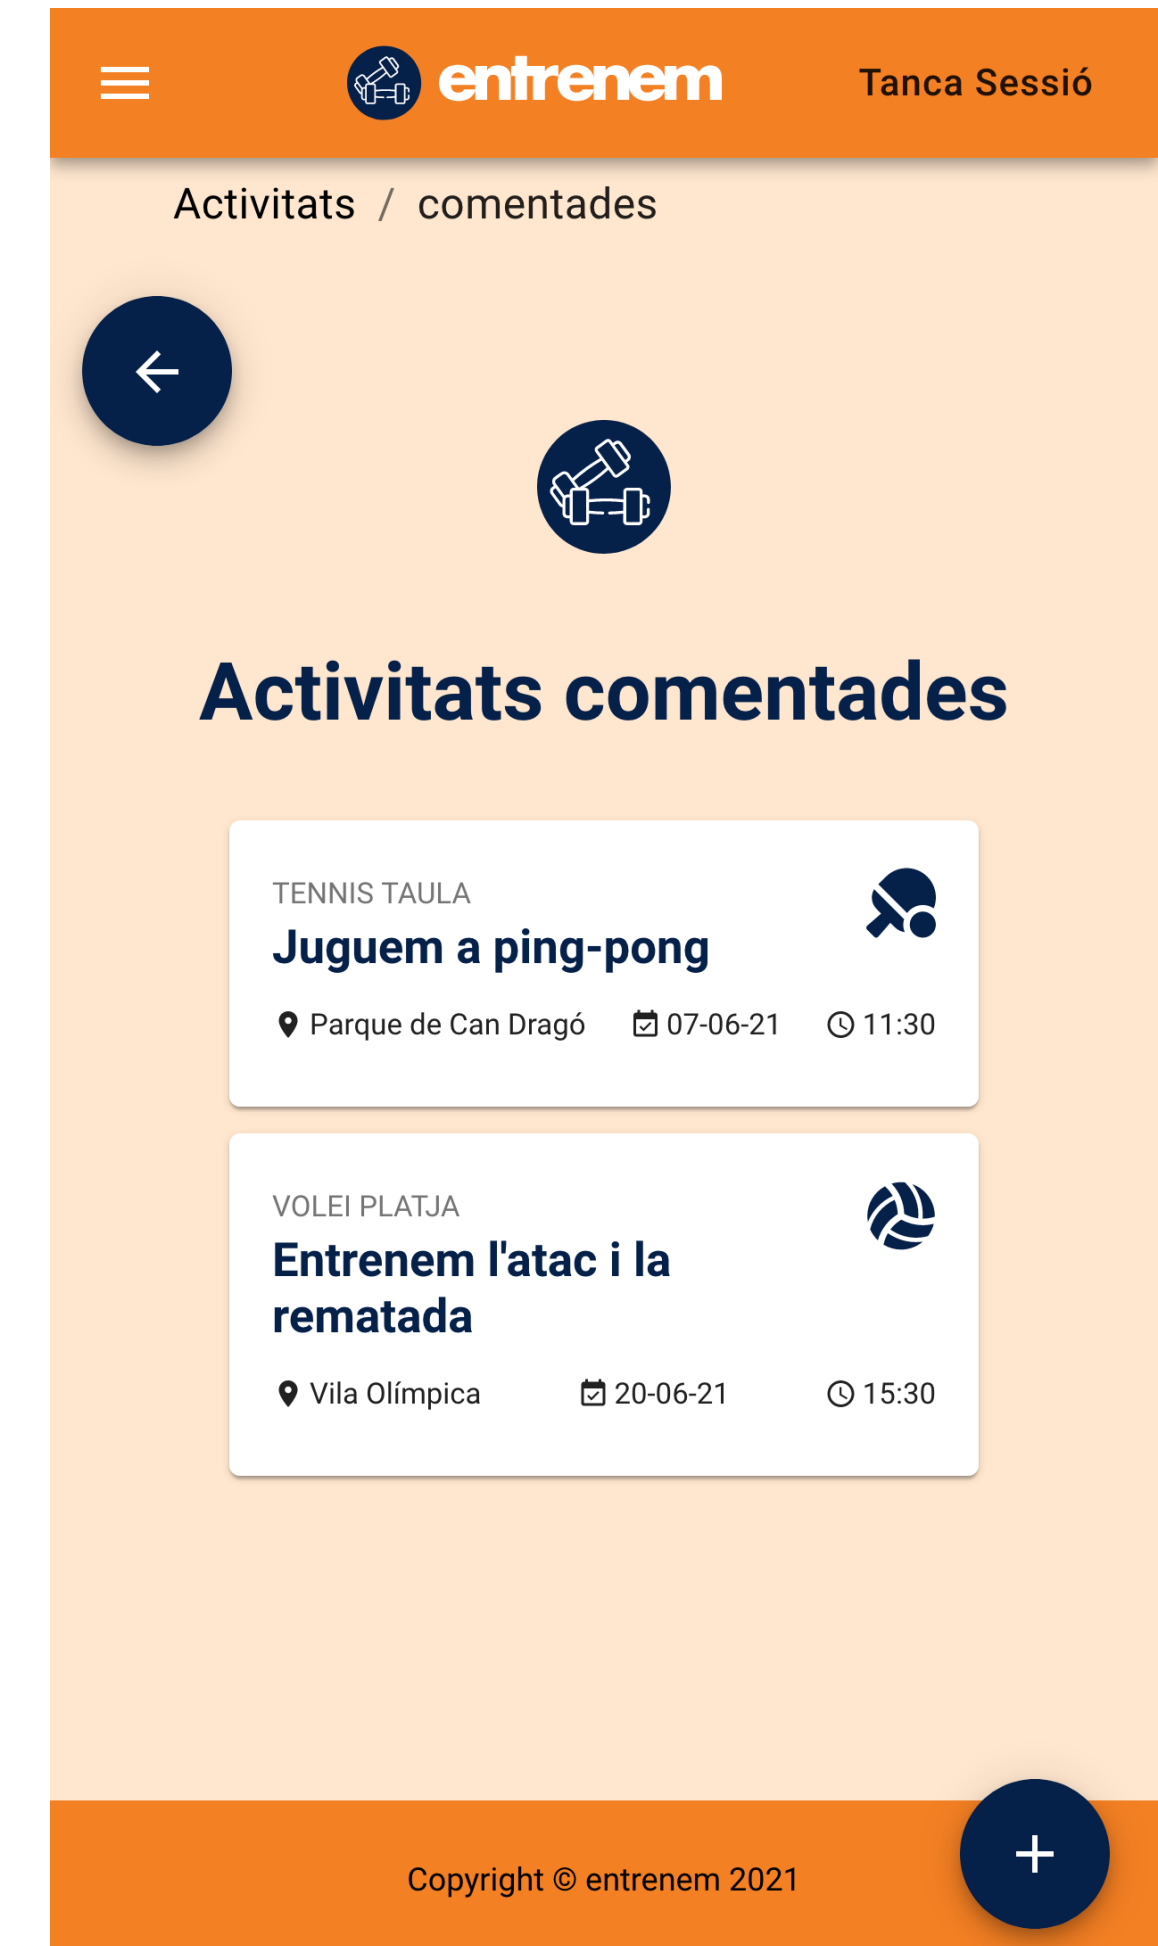 entrenem
Tanca Sessió
Activitats / comentades
Activitats comentades
TENNIS TAULA
Juguem a ping-pong
Parque de Can Dragó 07-06-21 11:30
VOLEI PLATJA
Entrenem l'atac i la
rematada
Vila Olímpica 20-06-21 15:30
Copyright © entrenem 2021